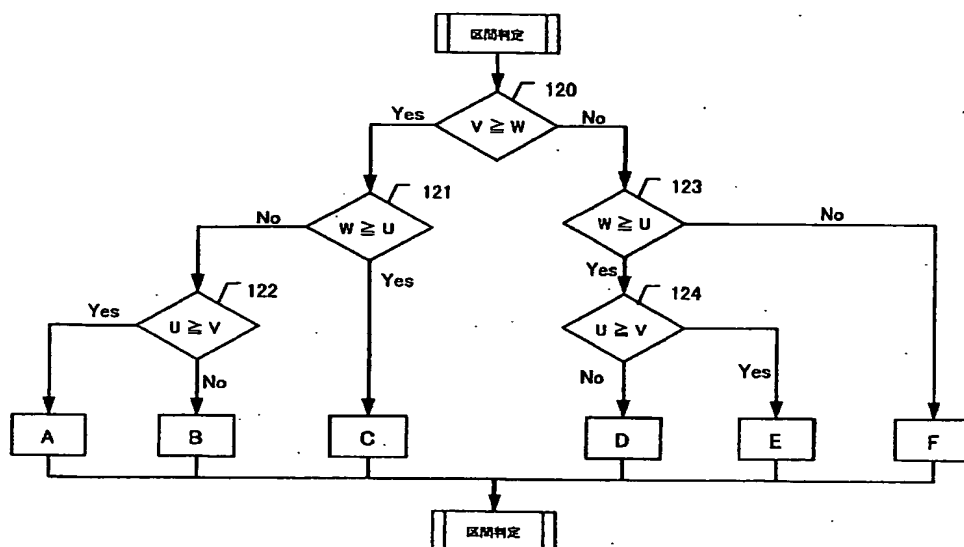 区間判定
120
Yes
V ≧ W
No
121
123
No
W ≧ U
W ≧ U
No
Yes
Yes
122
124
Yes
U ≧ V
U ≧ V
No
No
Yes
A
B
C
D
E
F
区間判定